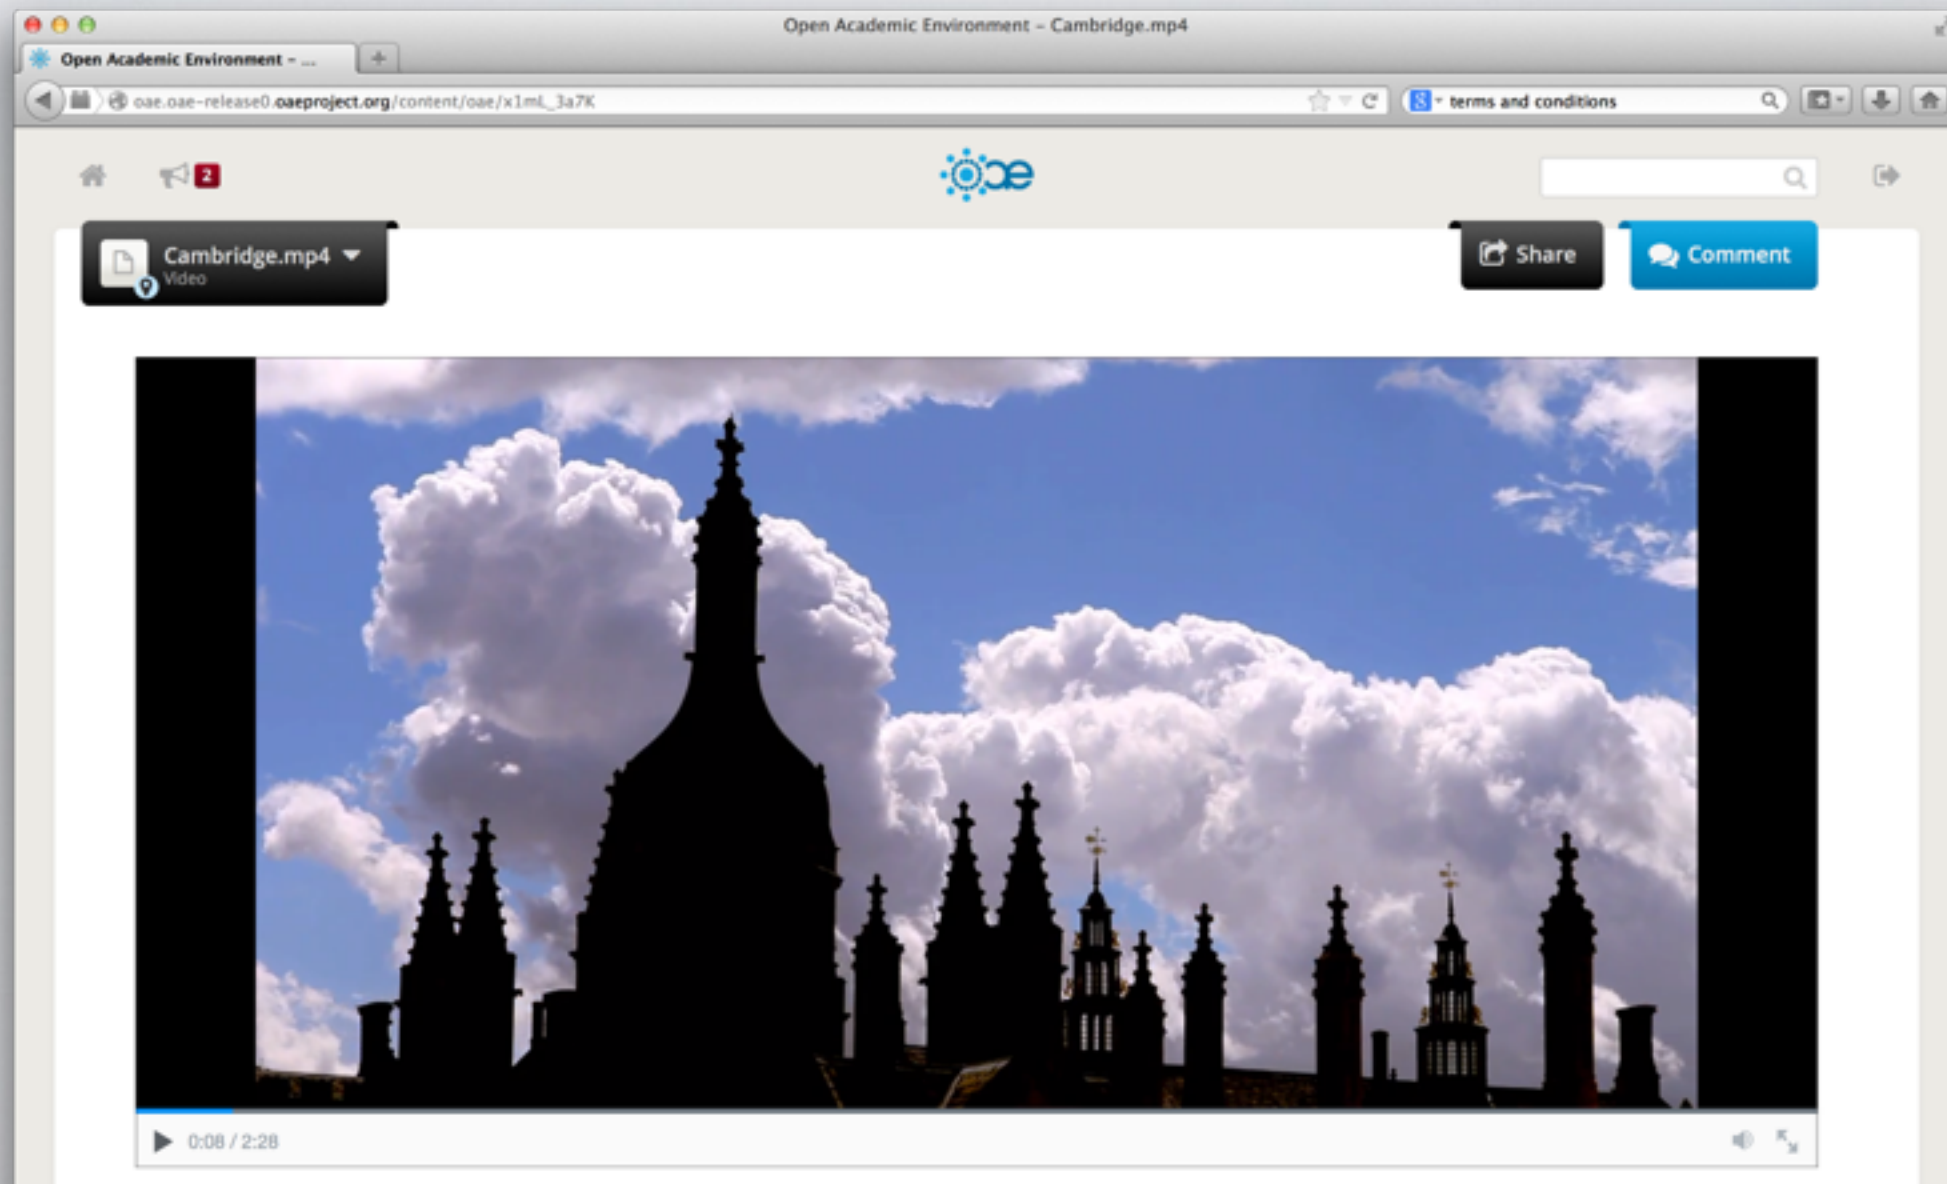 Open Academic Environment – Cambridge.mp4
Open Academic Environment – ...
oae.oae-release0.oaeproject.org/content/oae/x1mL_3a7K
terms and conditions
2
oae
Cambridge.mp4
Video
Share
Comment
0:08 / 2:28